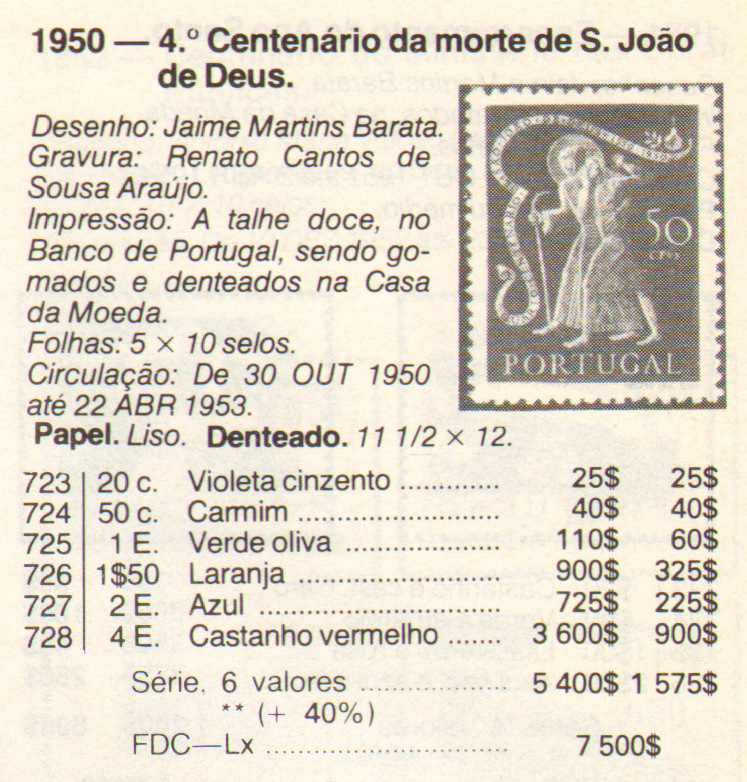 1950 — 4.º Centenário da morte de S. João
de Deus.
Desenho: Jaime Martins Barata.
Gravura: Renato Cantos de
Sousa Araújo.
Impressão: A talhe doce, no
Banco de Portugal, sendo go-
mados e denteados na Casa
da Moeda.
Folhas: 5 × 10 selos.
Circulação: De 30 OUT 1950
até 22 ABR 1953.
50
CTVS
PORTUGAL
Papel. Liso. Denteado. 11 1/2 × 12.
723 20 c. Violeta cinzento .............. 25$ 25$
724 50 c. Carmim ........................... 40$ 40$
725 1 E. Verde oliva .................... 110$ 60$
726 1$50 Laranja ........................... 900$ 325$
727 2 E. Azul ................................. 725$ 225$
728 4 E. Castanho vermelho ....... 3 600$ 900$
Série, 6 valores .................. 5 400$ 1 575$
** (+ 40%)
FDC—Lx .............................. 7 500$